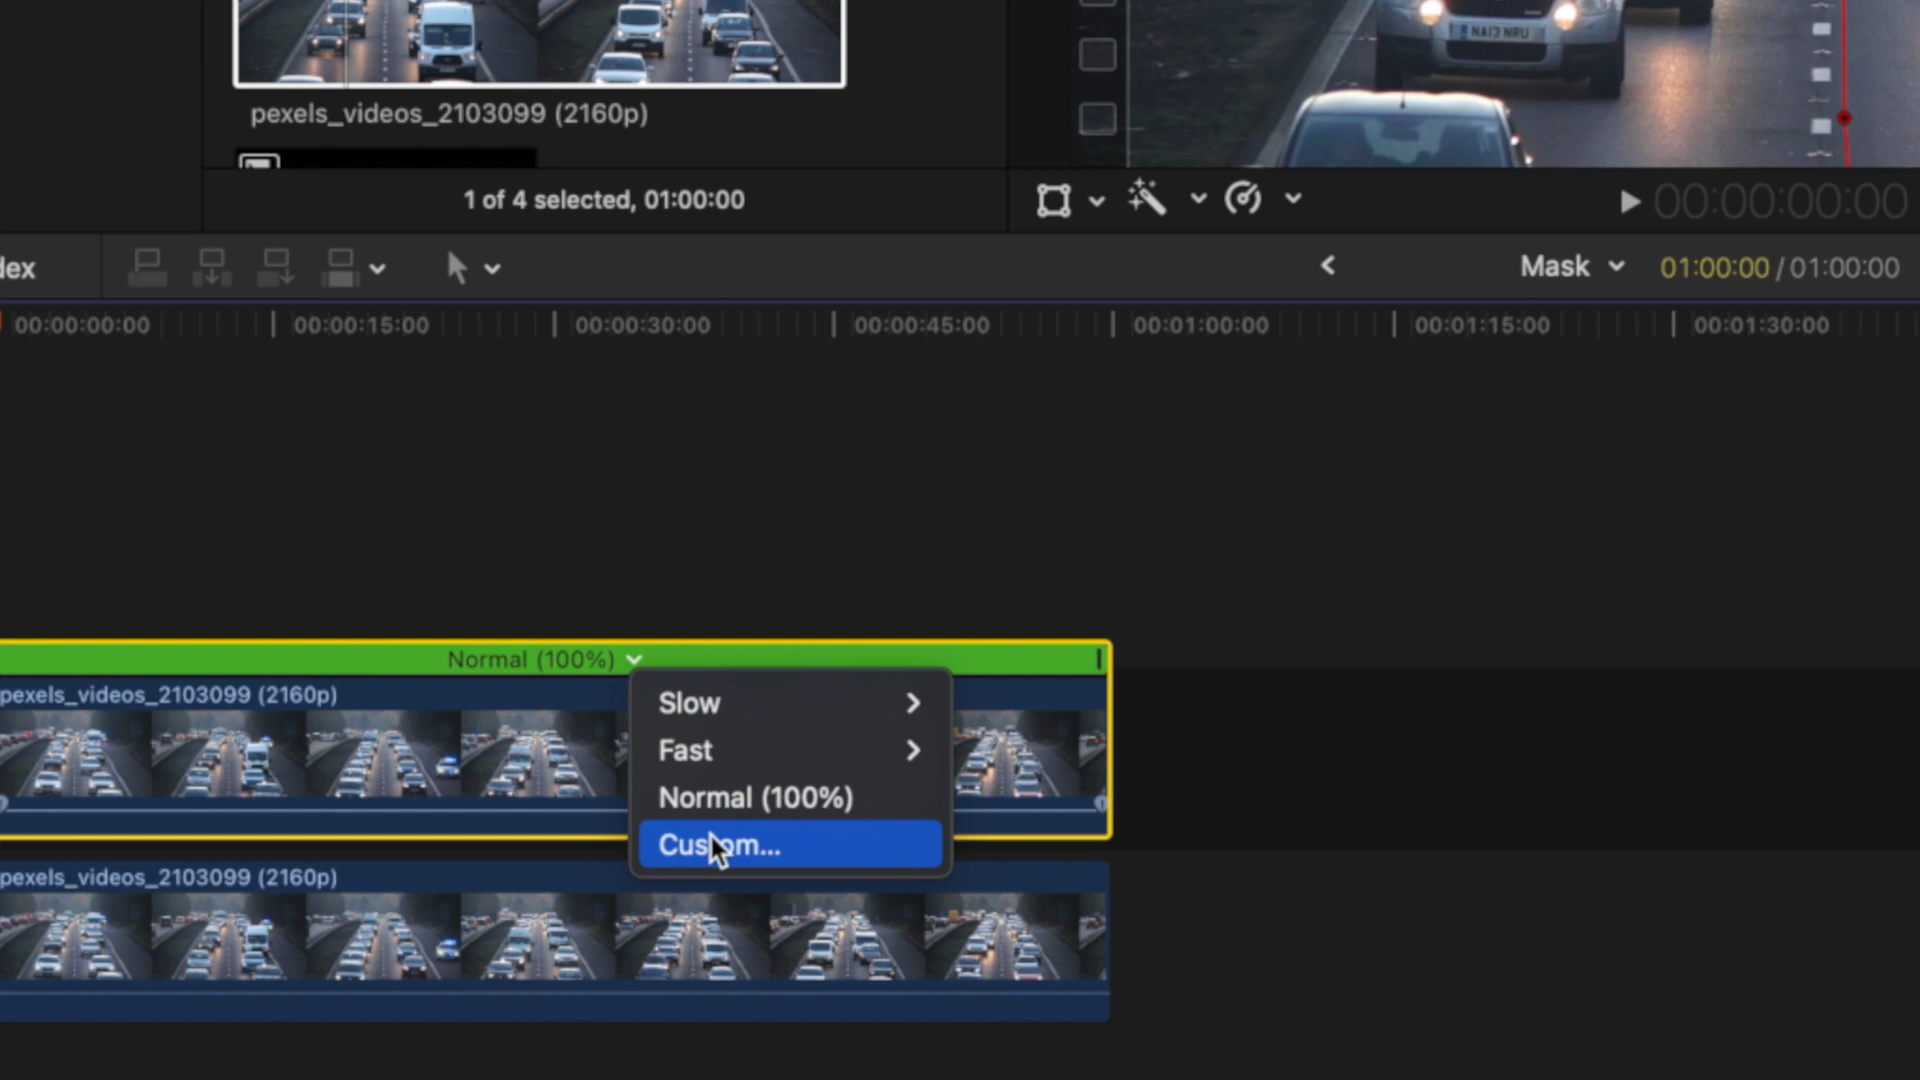 NA13 NRU
pexels_videos_2103099 (2160p)
1 of 4 selected, 01:00:00
00:00:00:00
dex
Mask
01:00:00 / 01:00:00
00:00:00:00
00:00:15:00
00:00:30:00
00:00:45:00
00:01:00:00
00:01:15:00
00:01:30:00
Normal (100%)
pexels_videos_2103099 (2160p)
Slow
Fast
Normal (100%)
Custom...
pexels_videos_2103099 (2160p)